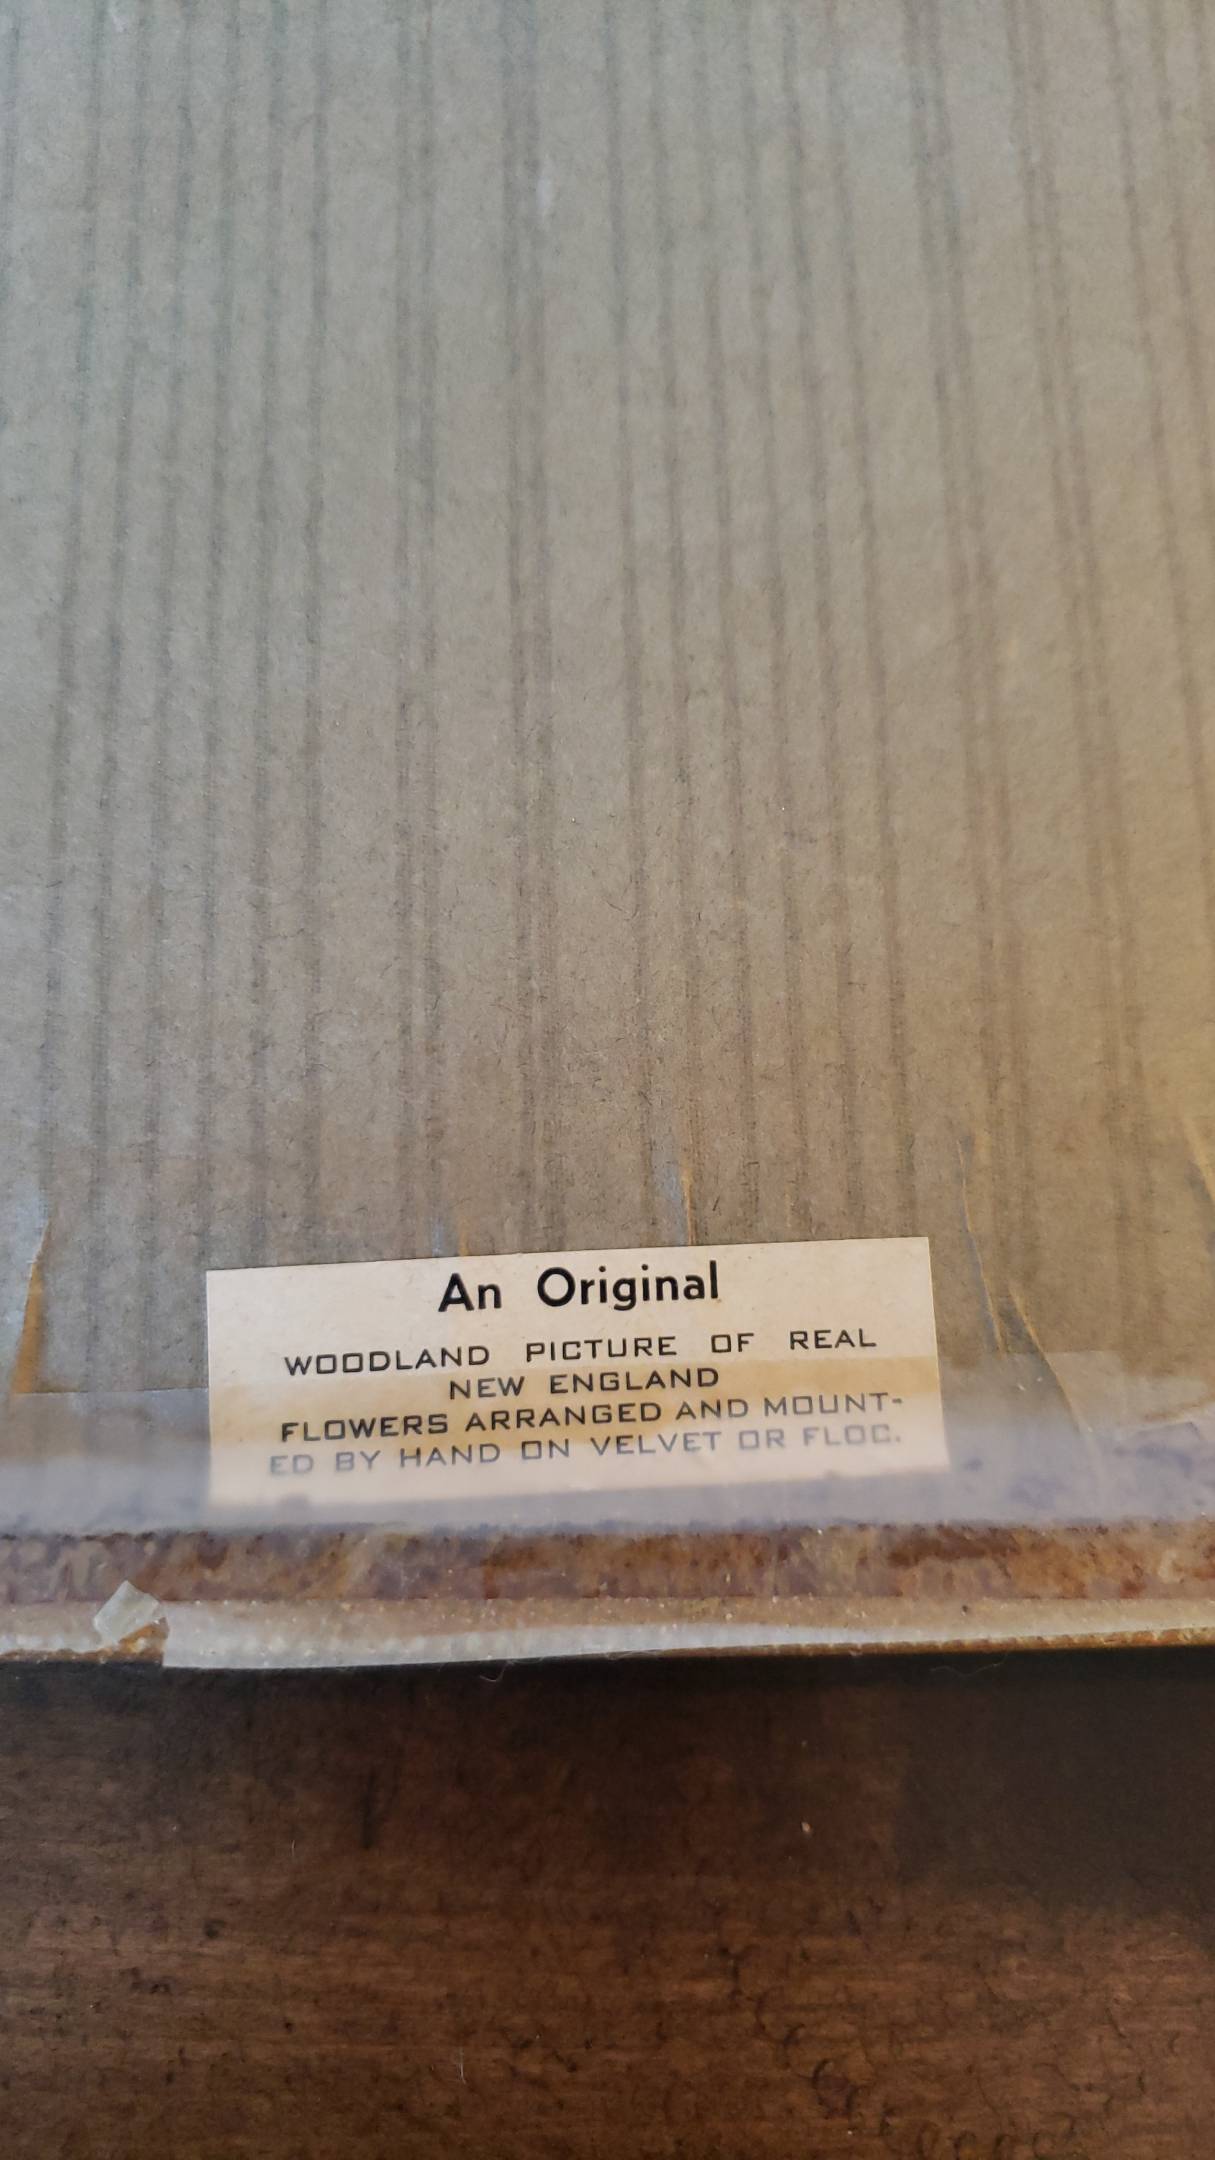 An Original
WOODLAND PICTURE OF REAL
NEW ENGLAND
FLOWERS ARRANGED AND MOUNT-
ED BY HAND ON VELVET OR FLOC.